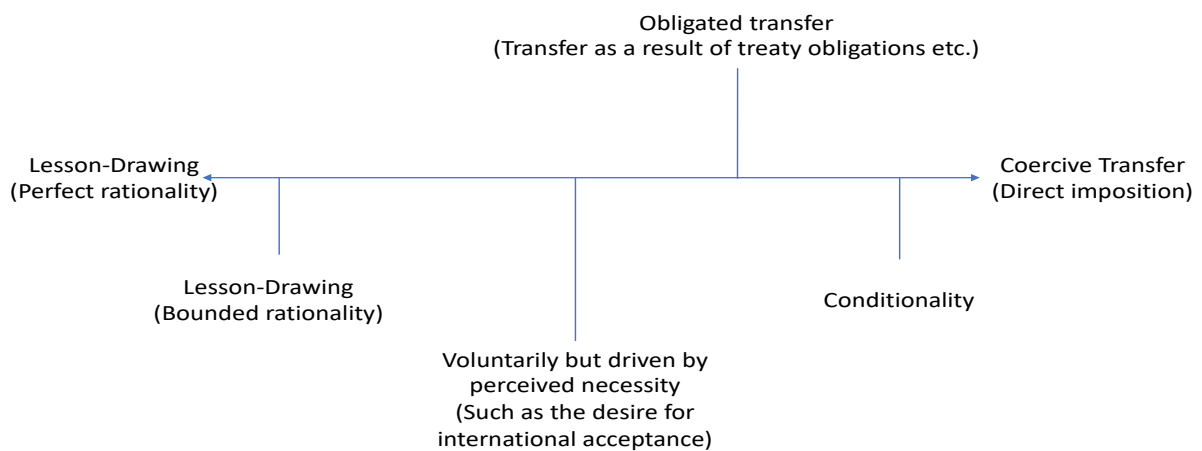 Obligated transfer
(Transfer as a result of treaty obligations etc.)
Lesson-Drawing
(Perfect rationality)
Coercive Transfer
(Direct imposition)
Lesson-Drawing
(Bounded rationality)
Conditionality
Voluntarily but driven by
perceived necessity
(Such as the desire for
international acceptance)